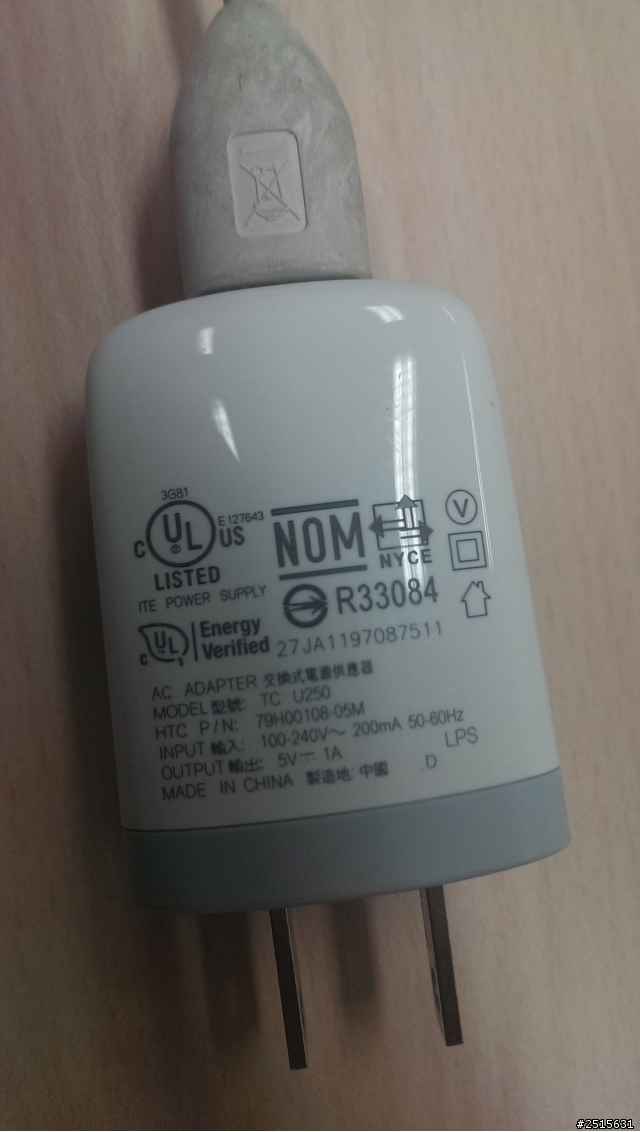 3G81
C UL ® US E127643
LISTED
ITE POWER SUPPLY
NOM
NYCE
V
R33084
C UL Energy
Verified
27JA1197087511
AC ADAPTER 交換式電源供應器
MODEL 型號: TC U250
HTC P/N: 79H00108-05M
INPUT 輸入: 100-240V～ 200mA 50-60Hz
OUTPUT 輸出: 5V⎓ 1A LPS
MADE IN CHINA 製造地: 中國 D
#2515631